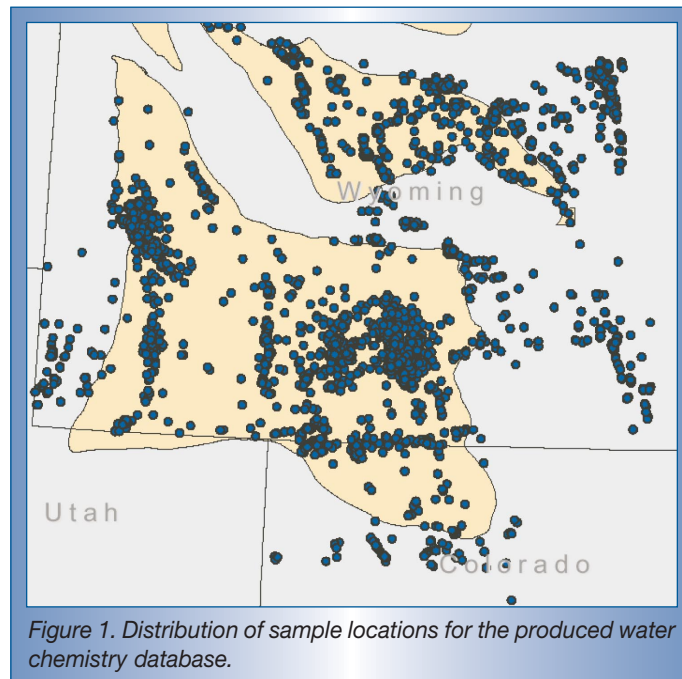 Wyoming
Utah
Colorado
Figure 1. Distribution of sample locations for the produced water
chemistry database.